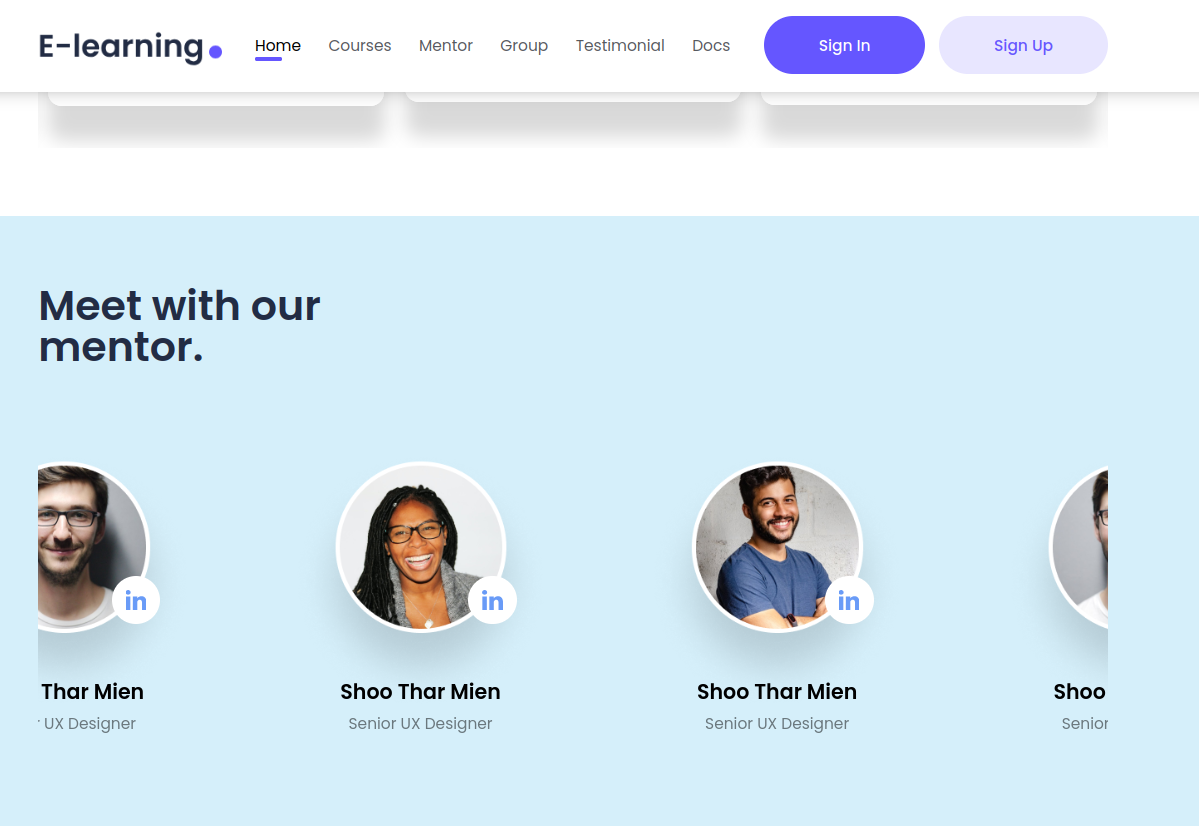 E-learning.
Home Courses Mentor Group Testimonial Docs Sign In Sign Up
Meet with our
mentor.
in in in
Thar Mien Shoo Thar Mien Shoo Thar Mien Shoo
UX Designer Senior UX Designer Senior UX Designer Senior